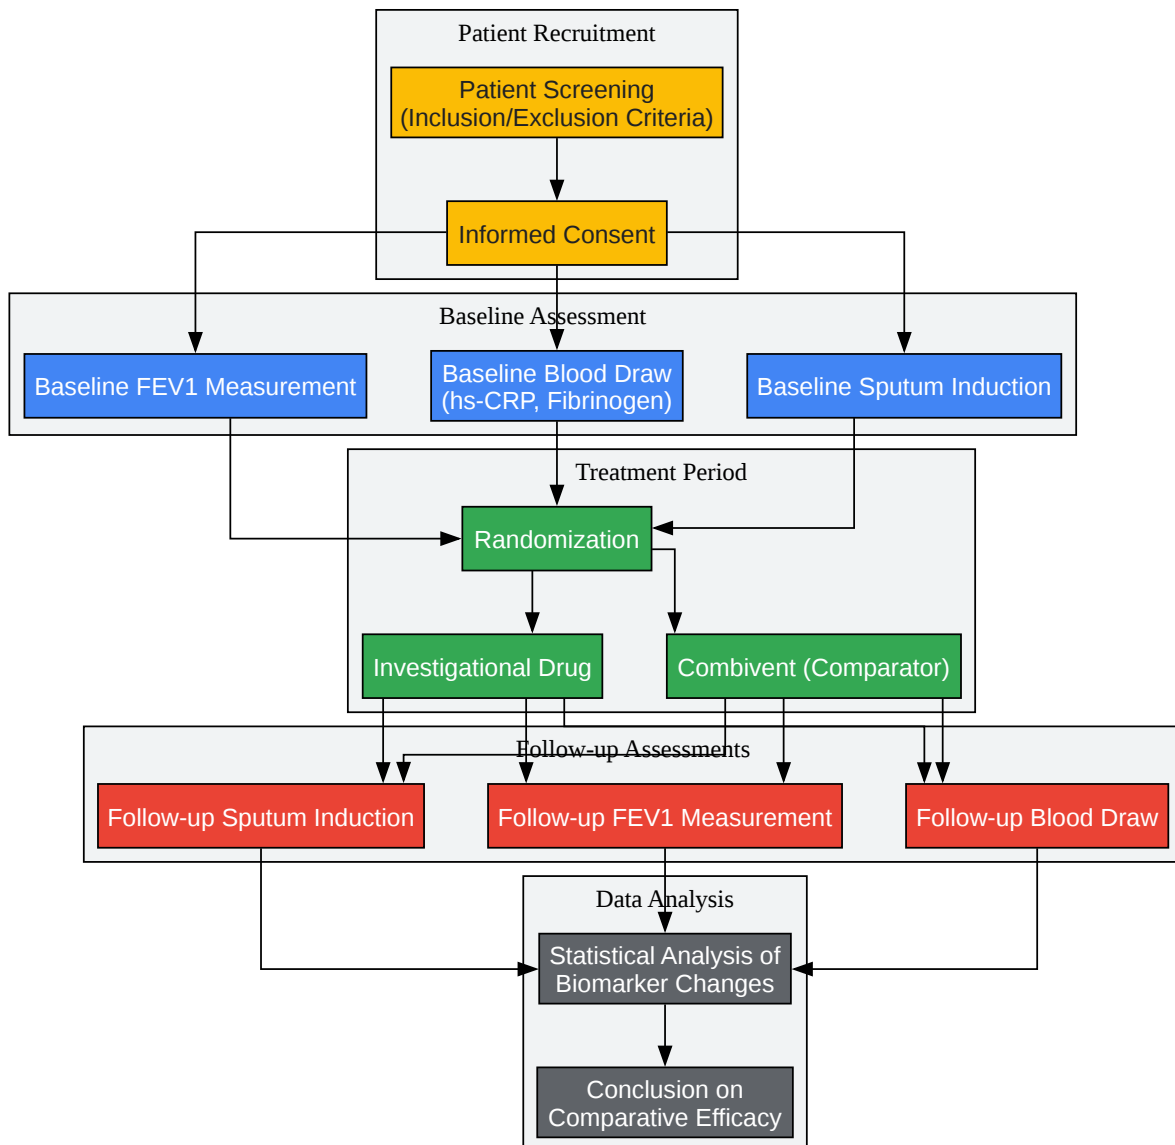 Patient Recruitment
Patient Screening
(Inclusion/Exclusion Criteria)
Informed Consent
Baseline Assessment
Baseline FEV1 Measurement
Baseline Blood Draw
(hs-CRP, Fibrinogen)
Baseline Sputum Induction
Treatment Period
Randomization
Investigational Drug
Combivent (Comparator)
Follow-up Assessments
Follow-up Sputum Induction
Follow-up FEV1 Measurement
Follow-up Blood Draw
Data Analysis
Statistical Analysis of
Biomarker Changes
Conclusion on
Comparative Efficacy